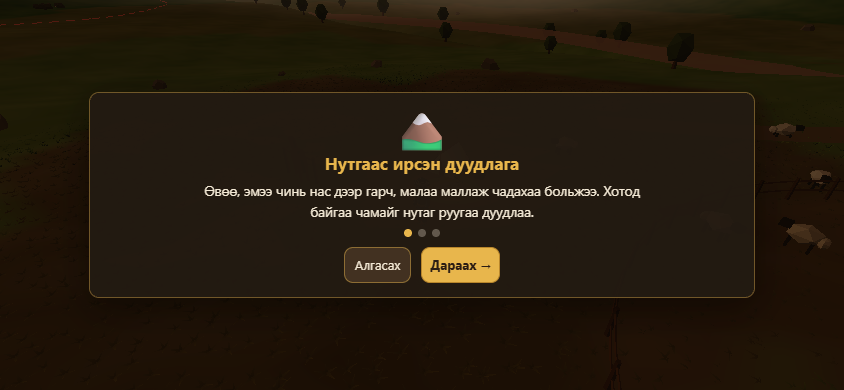 Нутгаас ирсэн дуудлага
Өвөө, эмээ чинь нас дээр гарч, малаа маллаж чадахаа больжээ. Хотод
байгаа чамайг нутаг руугаа дуудлаа.
Алгасах
Дараах →